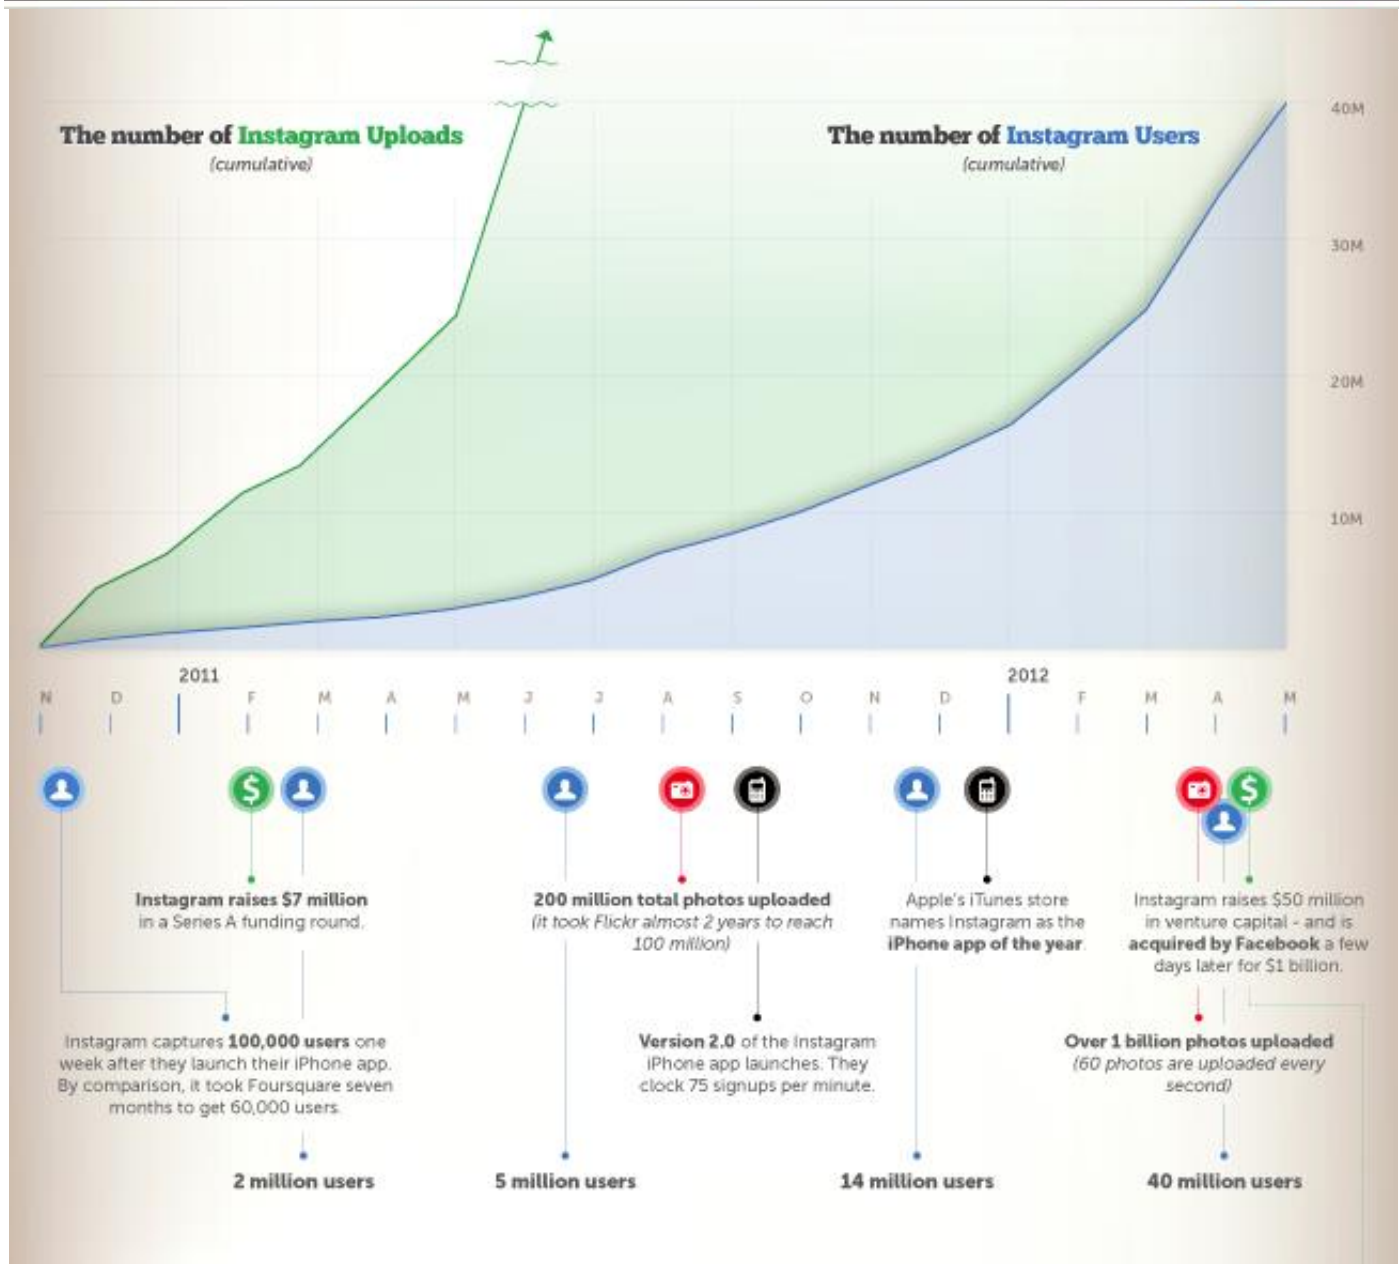 The number of Instagram Uploads
(cumulative)
The number of Instagram Users
(cumulative)
40M
30M
20M
10M
2011
2012
N D F M A M J J A S O N D F M A M
Instagram raises $7 million
in a Series A funding round.
200 million total photos uploaded
(it took Flickr almost 2 years to reach
100 million)
Apple's iTunes store
names Instagram as the
iPhone app of the year.
Instagram raises $50 million
in venture capital - and is
acquired by Facebook a few
days later for $1 billion.
Instagram captures 100,000 users one
week after they launch their iPhone app.
By comparison, it took Foursquare seven
months to get 60,000 users.
Version 2.0 of the Instagram
iPhone app launches. They
clock 75 signups per minute.
Over 1 billion photos uploaded
(60 photos are uploaded every
second)
2 million users
5 million users
14 million users
40 million users